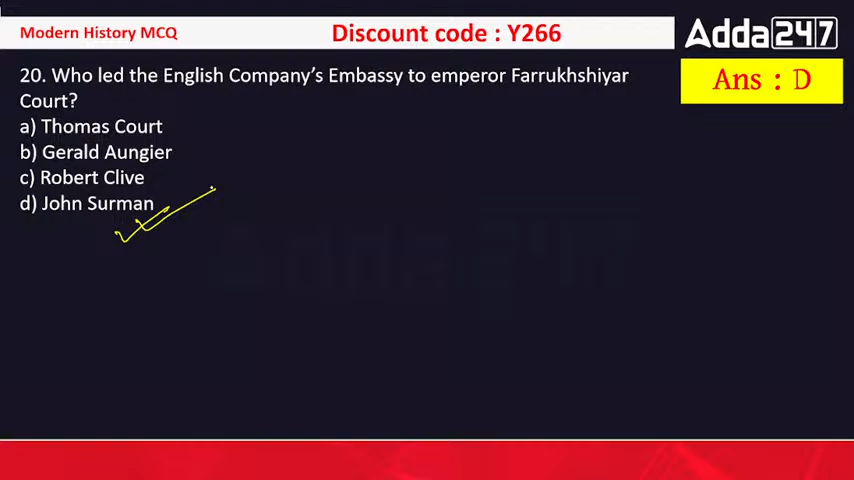 Modern History MCQ
Discount code : Y266
Adda247
20. Who led the English Company's Embassy to emperor Farrukhshiyar
Court?
Ans : D
a) Thomas Court
b) Gerald Aungier
c) Robert Clive
d) John Surman